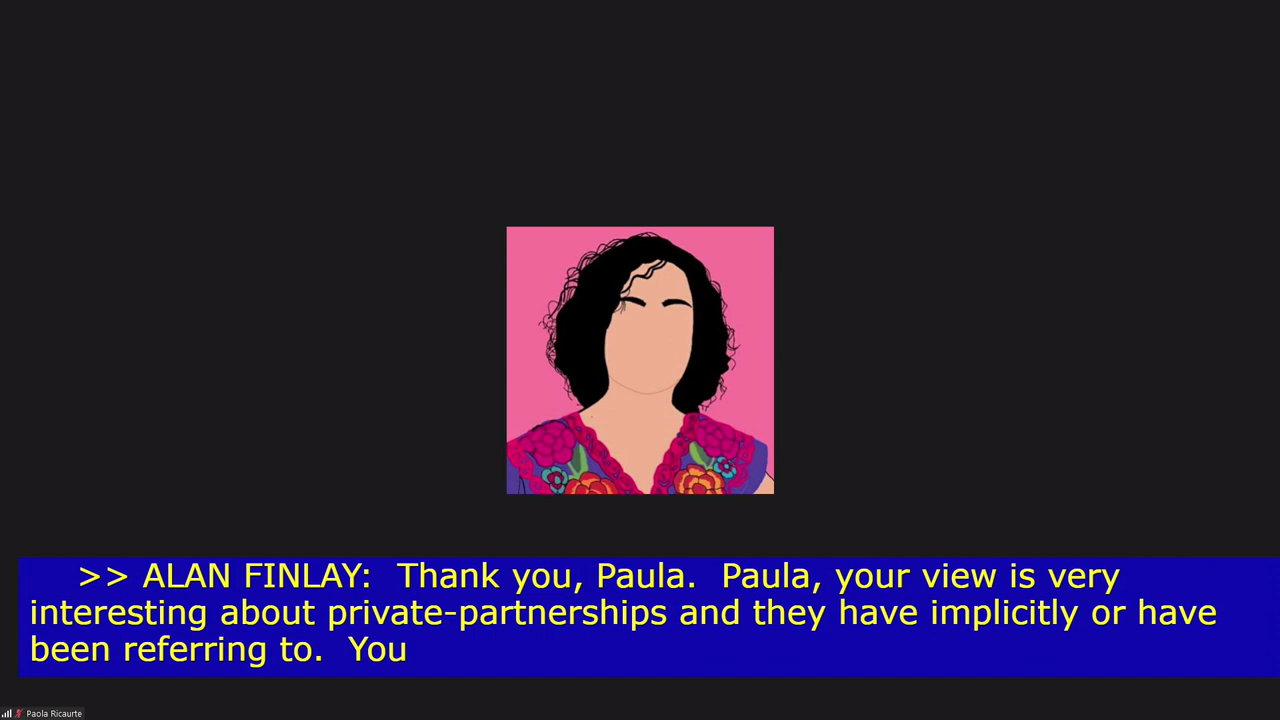 >> ALAN FINLAY:  Thank you, Paula.  Paula, your view is very
interesting about private-partnerships and they have implicitly or have
been referring to.  You
Paola Ricaurte